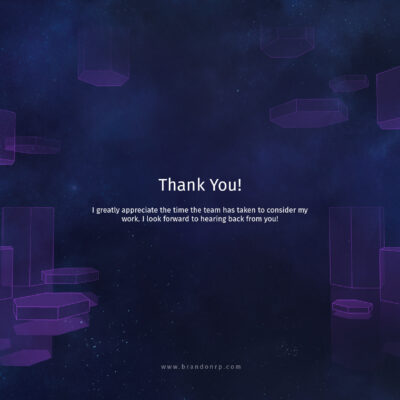 Thank You!
I greatly appreciate the time the team has taken to consider my
work. I look forward to hearing back from you!
www.brandonrp.com